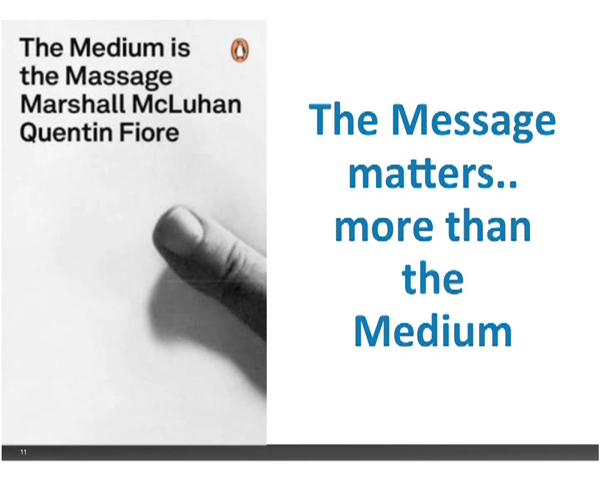 The Medium is
the Massage
Marshall McLuhan
Quentin Fiore
The Message
matters..
more than
the
Medium
11